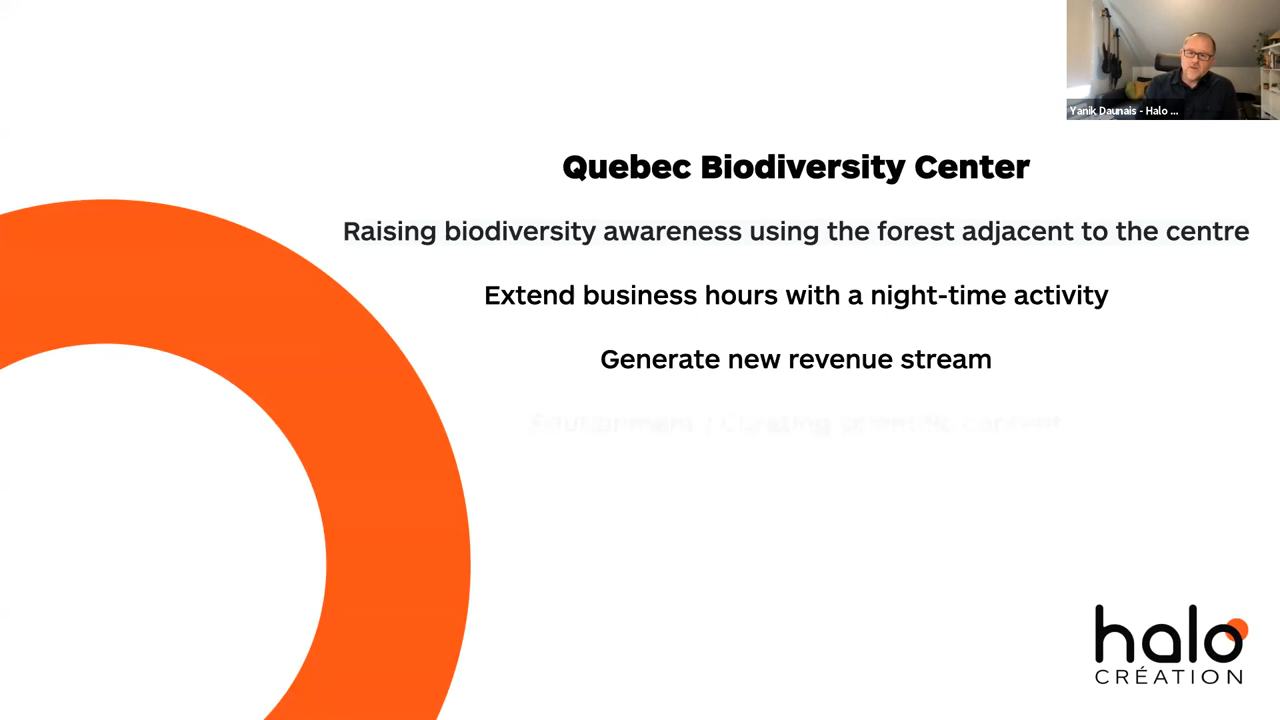 Yanik Daunais - Halo ...
Quebec Biodiversity Center
Raising biodiversity awareness using the forest adjacent to the centre
Extend business hours with a night-time activity
Generate new revenue stream
halo
CRÉATION